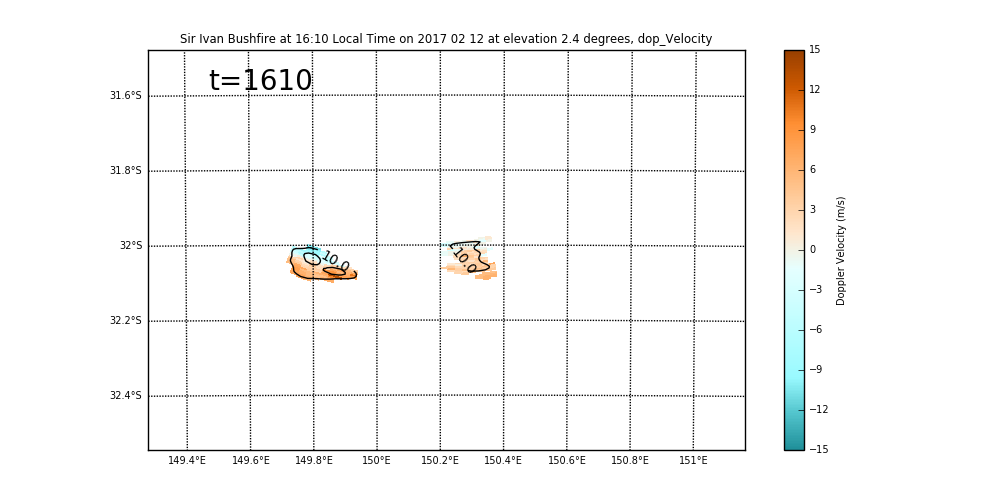 Sir Ivan Bushfire at 16:10 Local Time on 2017 02 12 at elevation 2.4 degrees, dop_Velocity
t=1610
31.6°S
31.8°S
32°S
32.2°S
32.4°S
10.0
10.0
149.4°E 149.6°E 149.8°E 150°E 150.2°E 150.4°E 150.6°E 150.8°E 151°E
15
12
9
6
3
0
−3
−6
−9
−12
−15
Doppler Velocity (m/s)